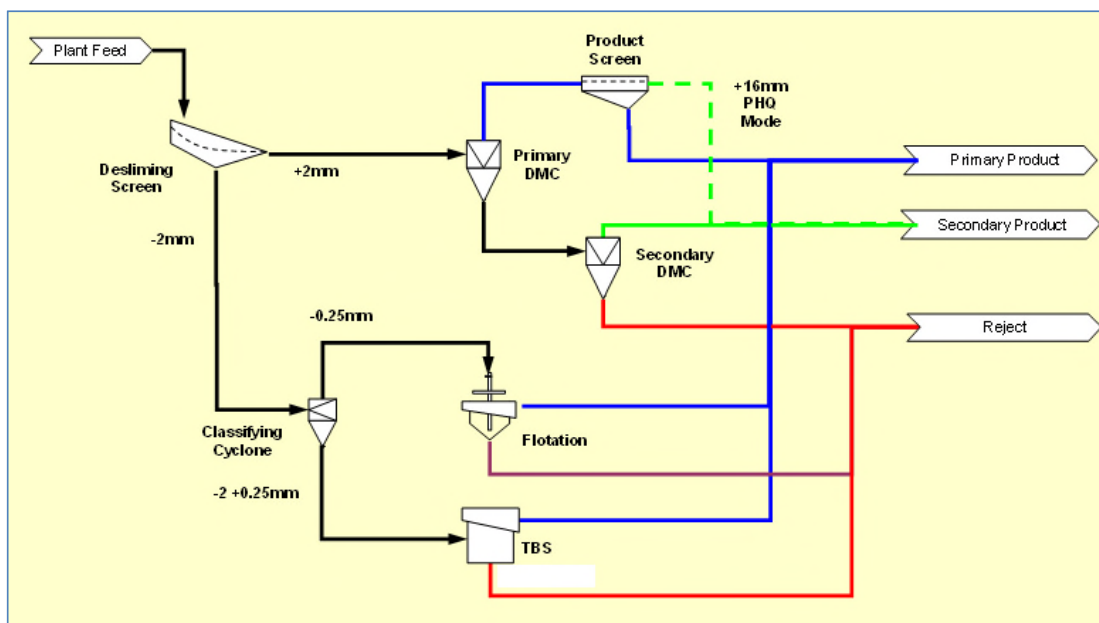 Plant Feed
Product
Screen
+16mm
PHQ
Mode
Desliming
Screen
+2mm
Primary
DMC
Primary Product
-2mm
Secondary Product
Secondary
DMC
-0.25mm
Reject
Classifying
Cyclone
Flotation
-2 +0.25mm
TBS